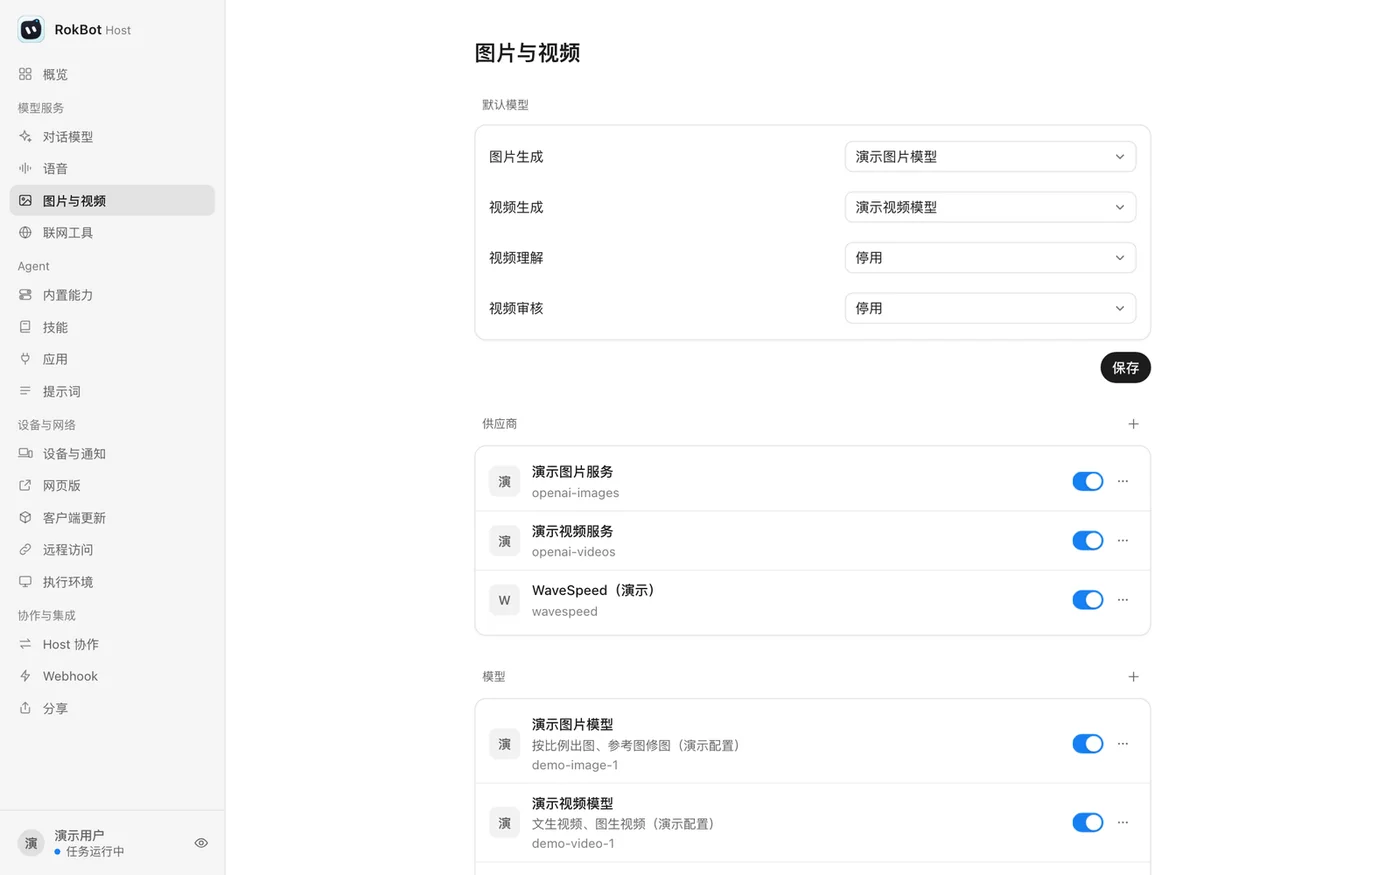 RokBot Host
概览
模型服务
对话模型
语音
图片与视频
联网工具
Agent
内置能力
技能
应用
提示词
设备与网络
设备与通知
网页版
客户端更新
远程访问
执行环境
协作与集成
Host 协作
Webhook
分享
演
演示用户
任务运行中
图片与视频
默认模型
图片生成 演示图片模型
视频生成 演示视频模型
视频理解 停用
视频审核 停用
保存
供应商
演
演示图片服务
openai-images
演
演示视频服务
openai-videos
W
WaveSpeed（演示）
wavespeed
模型
演
演示图片模型
按比例出图、参考图修图（演示配置）
demo-image-1
演
演示视频模型
文生视频、图生视频（演示配置）
demo-video-1